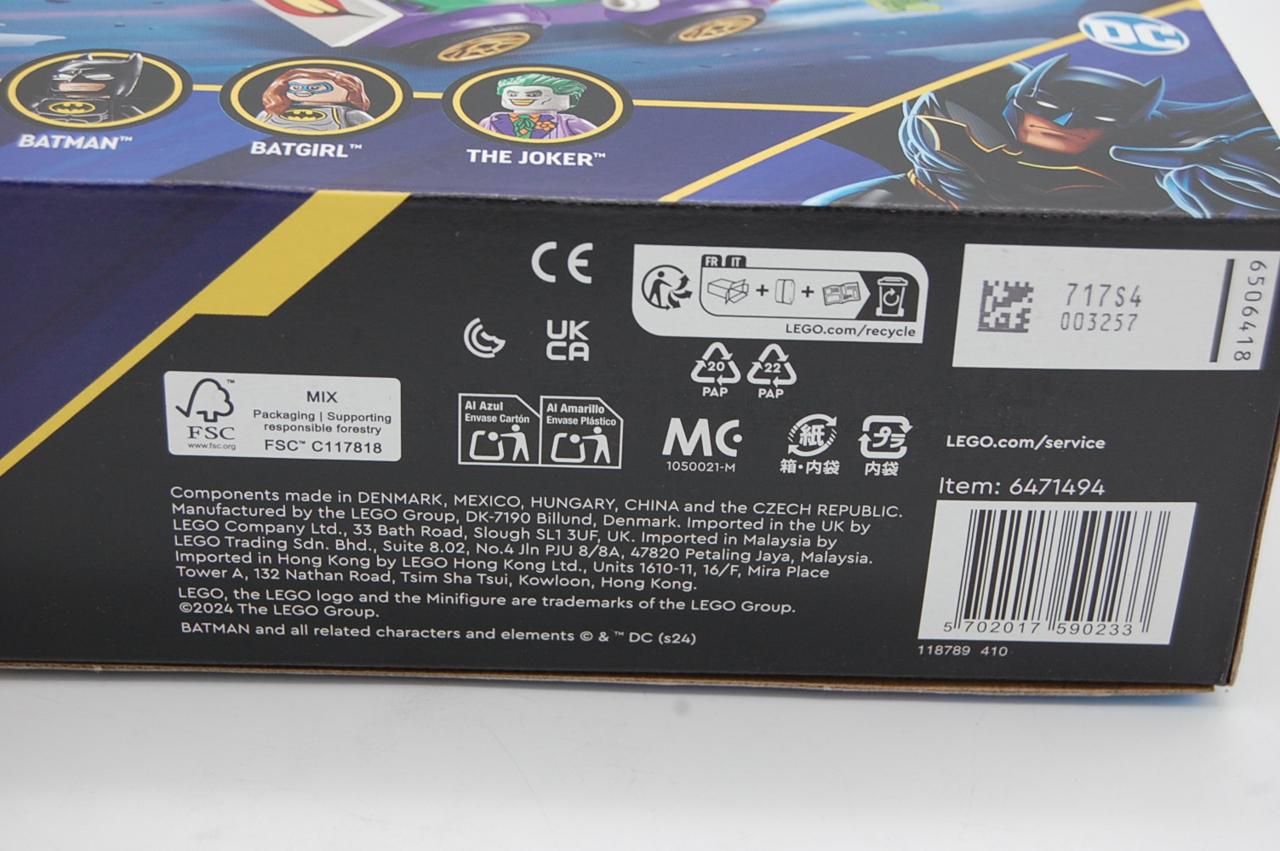 DC
BATMAN™
BATGIRL™
THE JOKER™
CE
FR IT
LEGO.com/recycle
717S4
003257
6506418
UK
CA
20
PAP
22
PAP
FSC™
www.fsc.org
MIX
Packaging | Supporting
responsible forestry
FSC™ C117818
Al Azul
Envase Cartón
Al Amarillo
Envase Plástico
MC
1050021-M
紙
箱・内袋
プラ
内袋
LEGO.com/service
Item: 6471494
Components made in DENMARK, MEXICO, HUNGARY, CHINA and the CZECH REPUBLIC.
Manufactured by the LEGO Group, DK-7190 Billund, Denmark. Imported in the UK by
LEGO Company Ltd., 33 Bath Road, Slough SL1 3UF, UK. Imported in Malaysia by
LEGO Trading Sdn. Bhd., Suite 8.02, No.4 Jln PJU 8/8A, 47820 Petaling Jaya, Malaysia.
Imported in Hong Kong by LEGO Hong Kong Ltd., Units 1610-11, 16/F, Mira Place
Tower A, 132 Nathan Road, Tsim Sha Tsui, Kowloon, Hong Kong.
LEGO, the LEGO logo and the Minifigure are trademarks of the LEGO Group.
©2024 The LEGO Group.
BATMAN and all related characters and elements © & ™ DC (s24)
5 702017 590233
118789 410